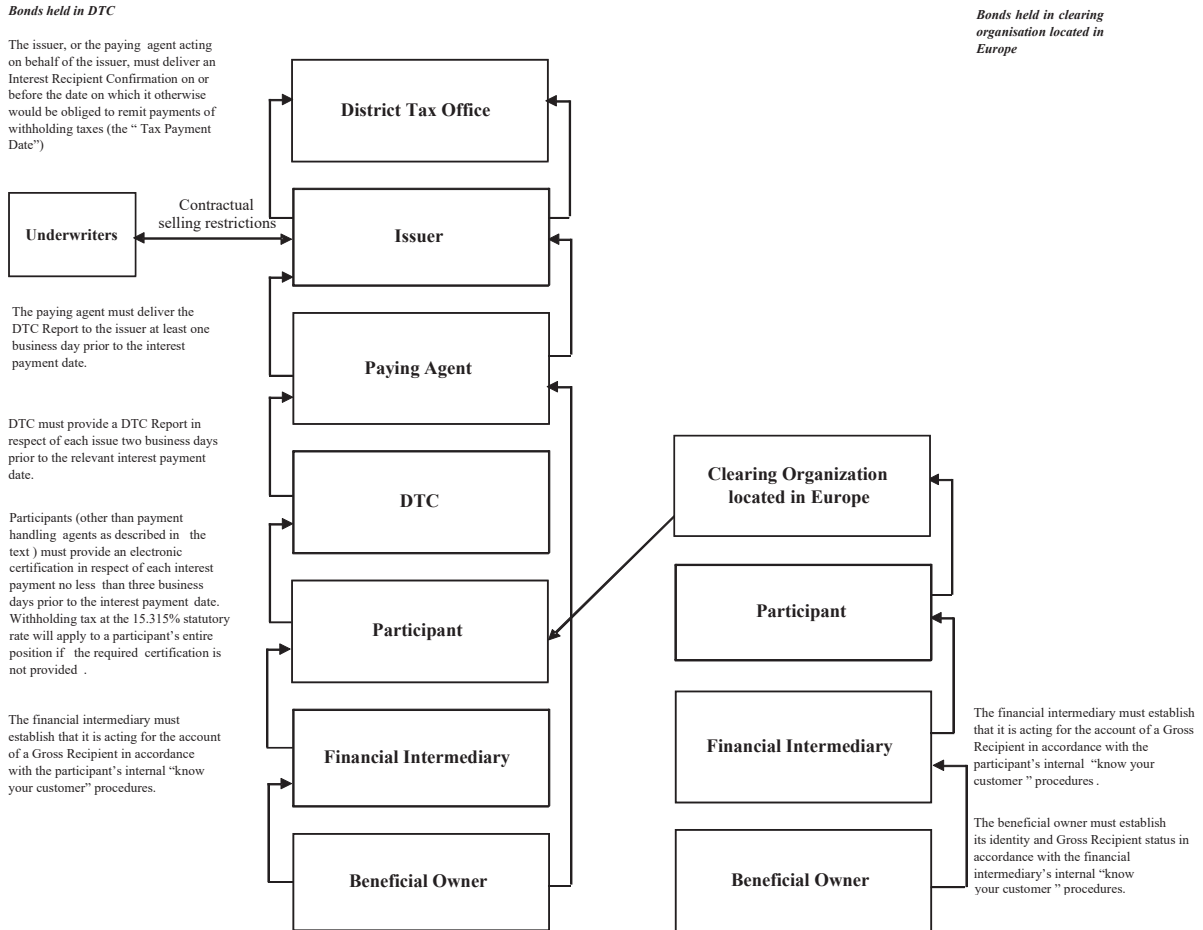 Bonds held in DTC
The issuer, or the paying agent acting
on behalf of the issuer, must deliver an
Interest Recipient Confirmation on or
before the date on which it otherwise
would be obliged to remit payments of
withholding taxes (the “ Tax Payment
Date”)
Bonds held in clearing
organisation located in
Europe
District Tax Office
Contractual
selling restrictions
Underwriters
Issuer
The paying agent must deliver the
DTC Report to the issuer at least one
business day prior to the interest
payment date.
Paying Agent
DTC must provide a DTC Report in
respect of each issue two business days
prior to the relevant interest payment
date.
DTC
Clearing Organization
located in Europe
Participants (other than payment
handling agents as described in the
text ) must provide an electronic
certification in respect of each interest
payment no less than three business
days prior to the interest payment date.
Withholding tax at the 15.315% statutory
rate will apply to a participant’s entire
position if the required certification is
not provided .
Participant
Participant
The financial intermediary must
establish that it is acting for the account
of a Gross Recipient in accordance
with the participant’s internal “know
your customer” procedures.
Financial Intermediary
Financial Intermediary
The financial intermediary must establish
that it is acting for the account of a Gross
Recipient in accordance with the
participant’s internal “know your
customer ” procedures .
Beneficial Owner
Beneficial Owner
The beneficial owner must establish
its identity and Gross Recipient status in
accordance with the financial
intermediary’s internal “know
your customer ” procedures.